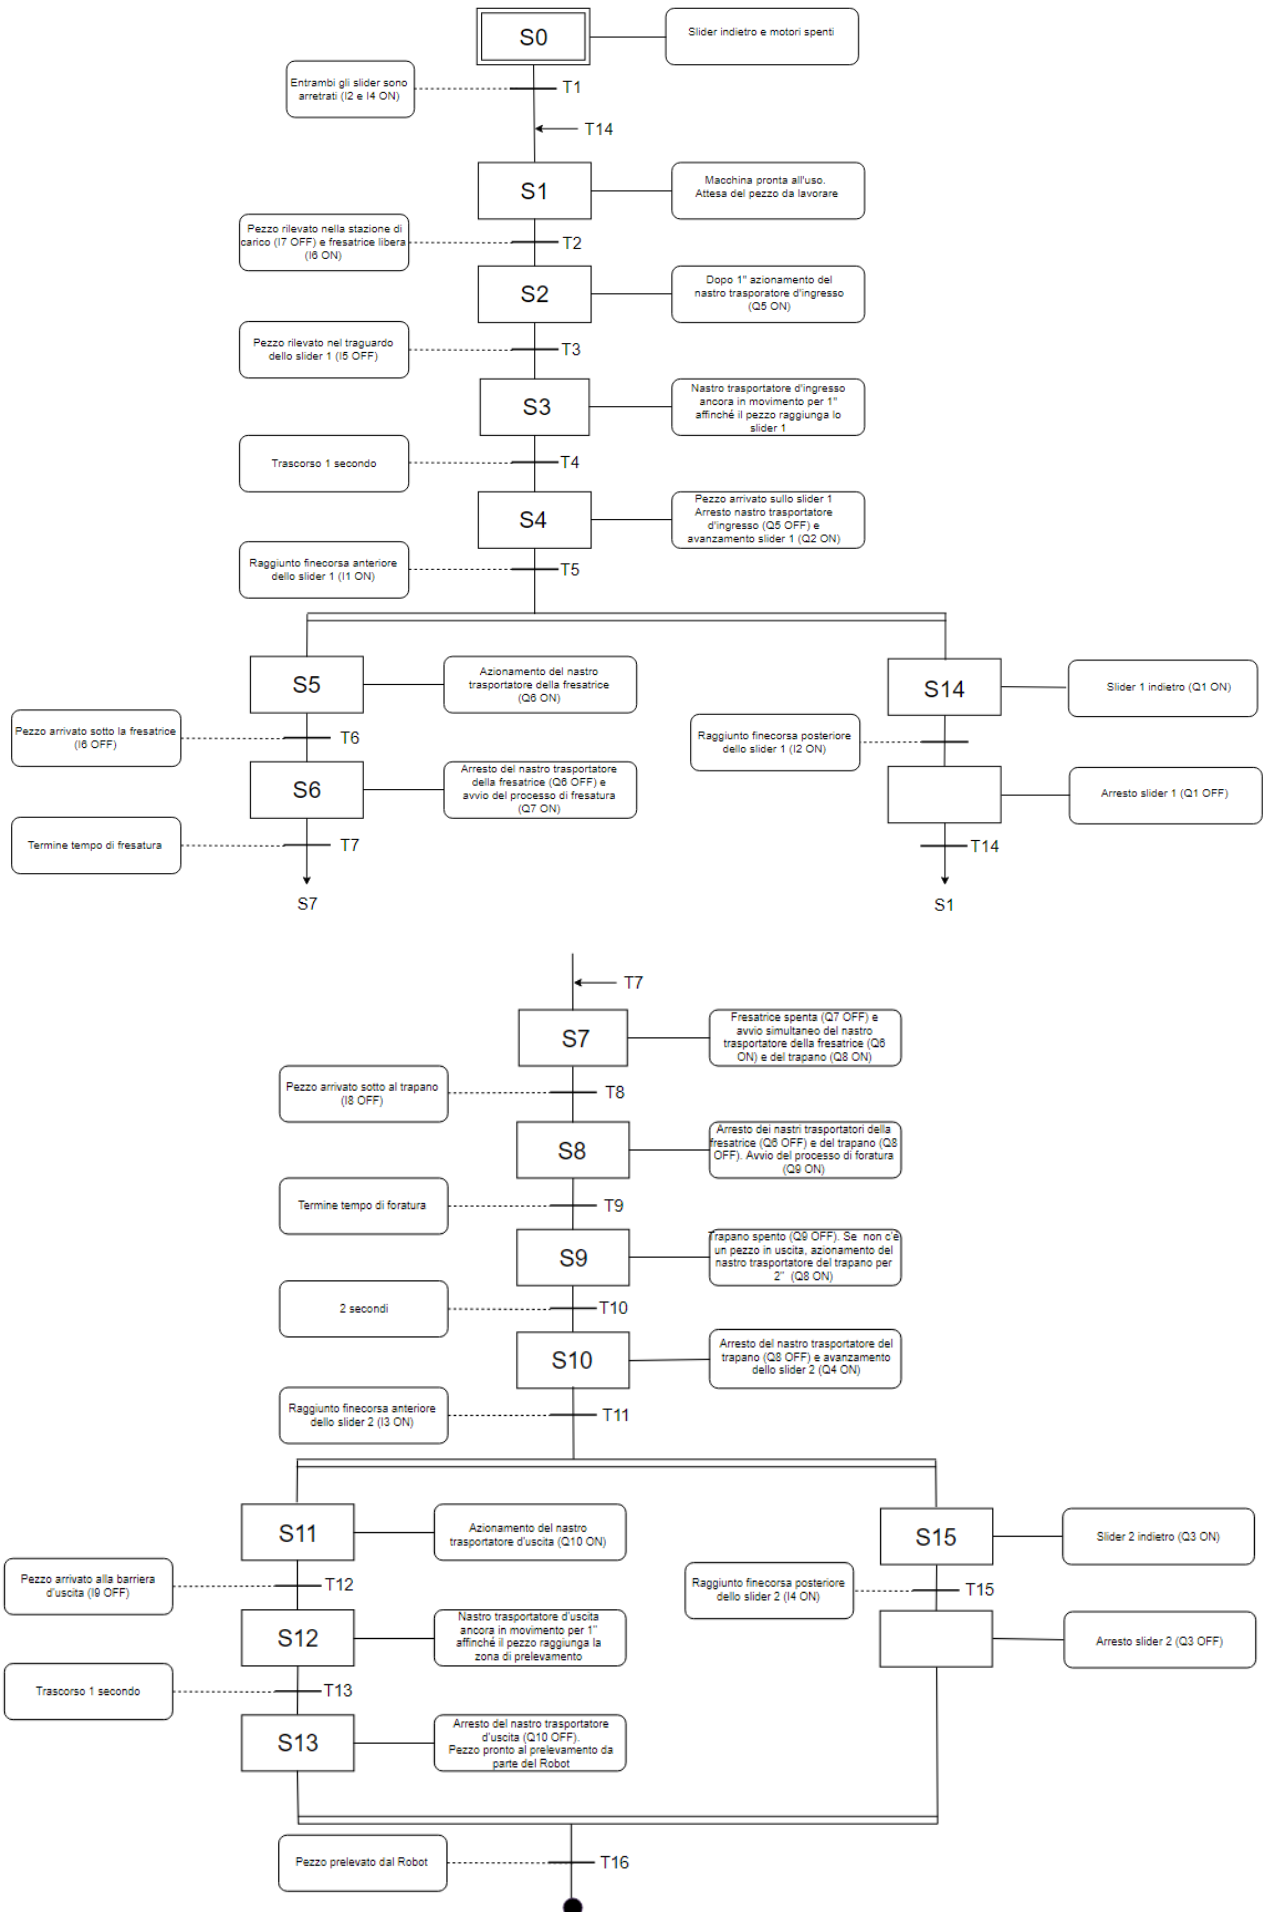 S0
Slider indietro e motori spenti
Entrambi gli slider sono
arretrati (I2 e I4 ON)
T1
T14
S1
Macchina pronta all'uso.
Attesa del pezzo da lavorare
Pezzo rilevato nella stazione di
carico (I7 OFF) e fresatrice libera
(I6 ON)
T2
S2
Dopo 1" azionamento del
nastro trasporatore d'ingresso
(Q5 ON)
Pezzo rilevato nel traguardo
dello slider 1 (I5 OFF)
T3
S3
Nastro trasportatore d'ingresso
ancora in movimento per 1"
affinché il pezzo raggiunga lo
slider 1
Trascorso 1 secondo
T4
S4
Pezzo arrivato sullo slider 1
Arresto nastro trasportatore
d'ingresso (Q5 OFF) e
avanzamento slider 1 (Q2 ON)
Raggiunto finecorsa anteriore
dello slider 1 (I1 ON)
T5
S5
Azionamento del nastro
trasportatore della fresatrice
(Q6 ON)
S14
Slider 1 indietro (Q1 ON)
Pezzo arrivato sotto la fresatrice
(I6 OFF)
T6
Raggiunto finecorsa posteriore
dello slider 1 (I2 ON)
S6
Arresto del nastro trasportatore
della fresatrice (Q6 OFF) e
avvio del processo di fresatura
(Q7 ON)
Arresto slider 1 (Q1 OFF)
Termine tempo di fresatura
T7
T14
S7
S1
T7
S7
Fresatrice spenta (Q7 OFF) e
avvio simultaneo del nastro
trasportatore della fresatrice (Q6
ON) e del trapano (Q8 ON)
Pezzo arrivato sotto al trapano
(I8 OFF)
T8
S8
Arresto dei nastri trasportatori della
fresatrice (Q6 OFF) e del trapano (Q8
OFF). Avvio del processo di foratura
(Q9 ON)
Termine tempo di foratura
T9
S9
Trapano spento (Q9 OFF). Se non c'è
un pezzo in uscita, azionamento del
nastro trasportatore del trapano per
2" (Q8 ON)
2 secondi
T10
S10
Arresto del nastro trasportatore del
trapano (Q8 OFF) e avanzamento
dello slider 2 (Q4 ON)
Raggiunto finecorsa anteriore
dello slider 2 (I3 ON)
T11
S11
Azionamento del nastro
trasportatore d'uscita (Q10 ON)
S15
Slider 2 indietro (Q3 ON)
Pezzo arrivato alla barriera
d'uscita (I9 OFF)
T12
Raggiunto finecorsa posteriore
dello slider 2 (I4 ON)
T15
S12
Nastro trasportatore d'uscita
ancora in movimento per 1"
affinché il pezzo raggiunga la
zona di prelevamento
Arresto slider 2 (Q3 OFF)
Trascorso 1 secondo
T13
S13
Arresto del nastro trasportatore
d'uscita (Q10 OFF).
Pezzo pronto al prelevamento da
parte del Robot
Pezzo prelevato dal Robot
T16